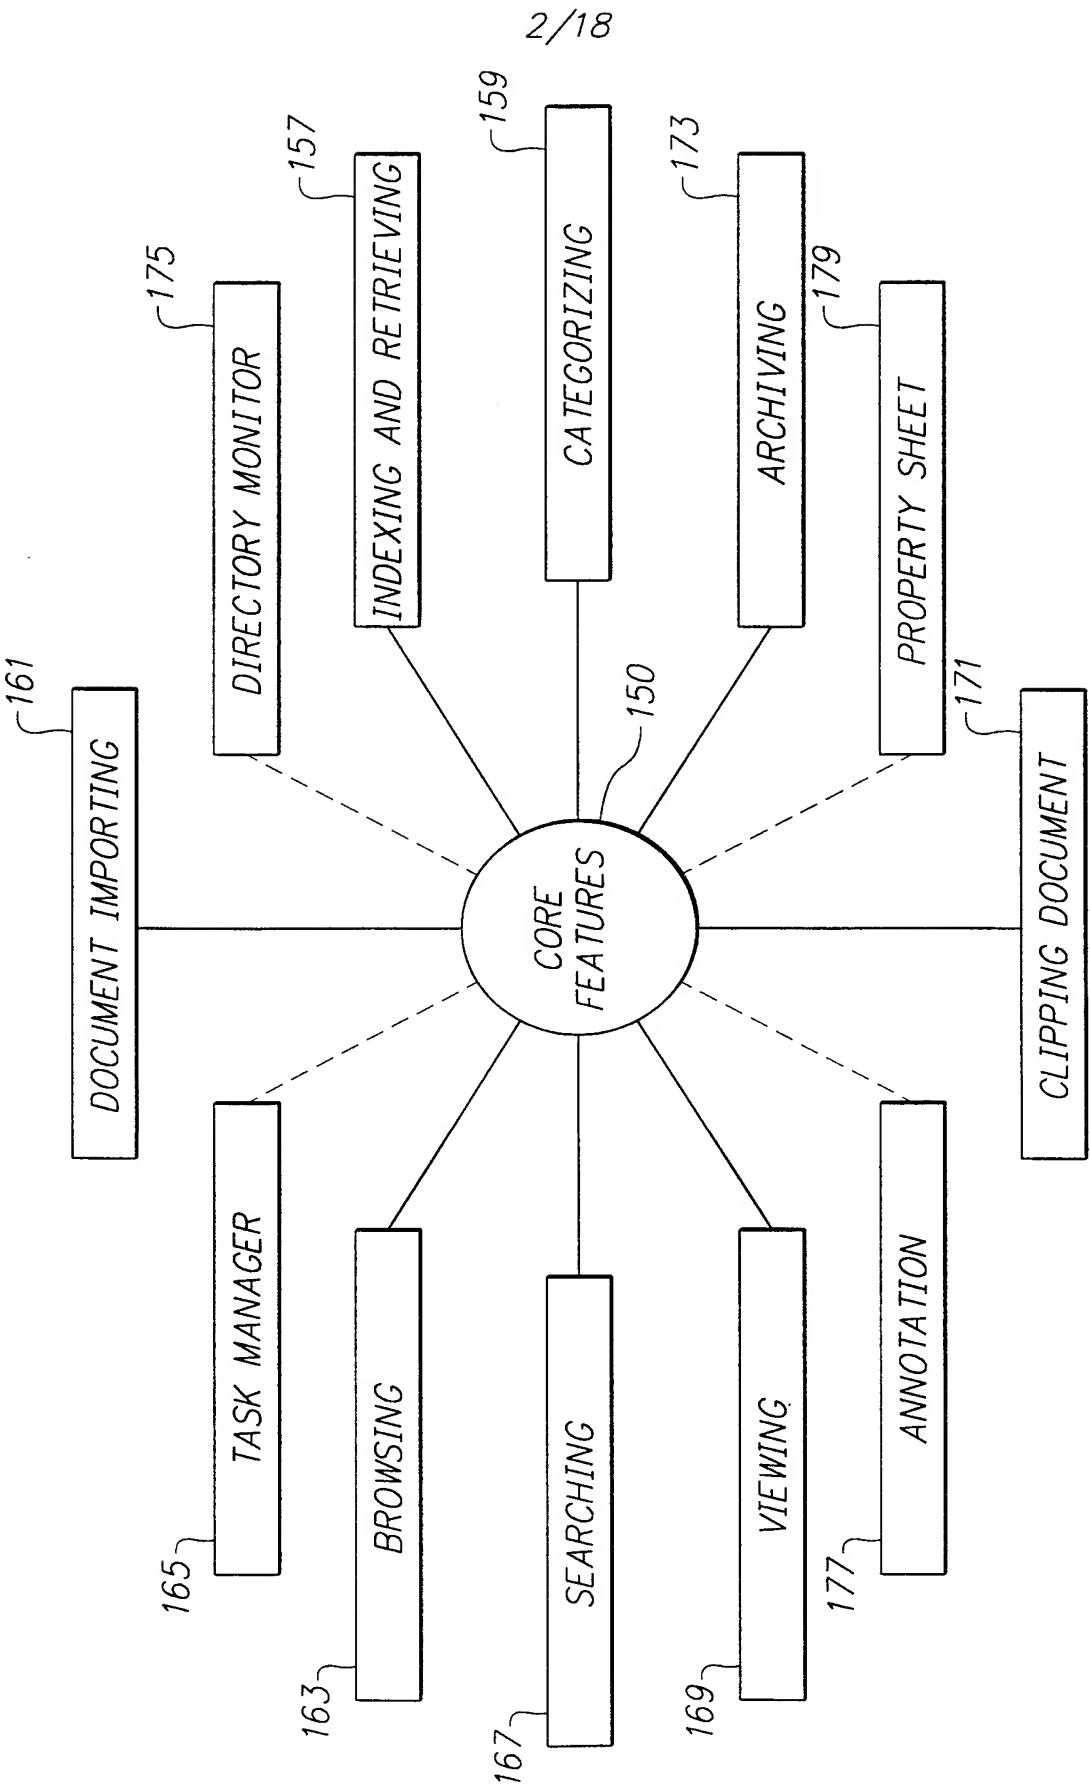 2/18
161
DOCUMENT IMPORTING
165
TASK MANAGER
175
DIRECTORY MONITOR
163
BROWSING
157
INDEXING AND RETRIEVING
167
SEARCHING
CORE
FEATURES
150
159
CATEGORIZING
169
VIEWING
173
ARCHIVING
177
ANNOTATION
179
PROPERTY SHEET
171
CLIPPING DOCUMENT